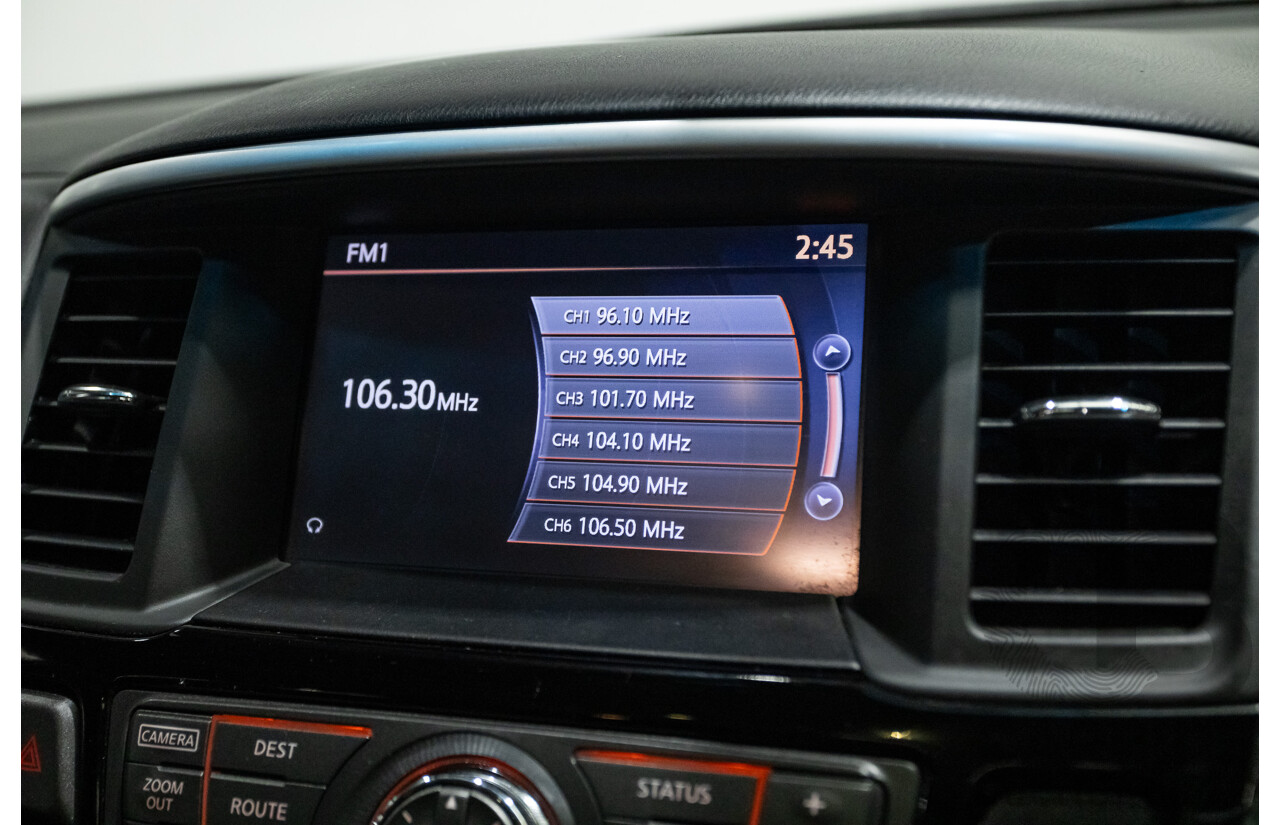 FM1
2:45
106.30MHz
CH1 96.10 MHz
CH2 96.90 MHz
CH3 101.70 MHz
CH4 104.10 MHz
CH5 104.90 MHz
CH6 106.50 MHz
CAMERA
DEST
ZOOM
OUT
ROUTE
STATUS
+